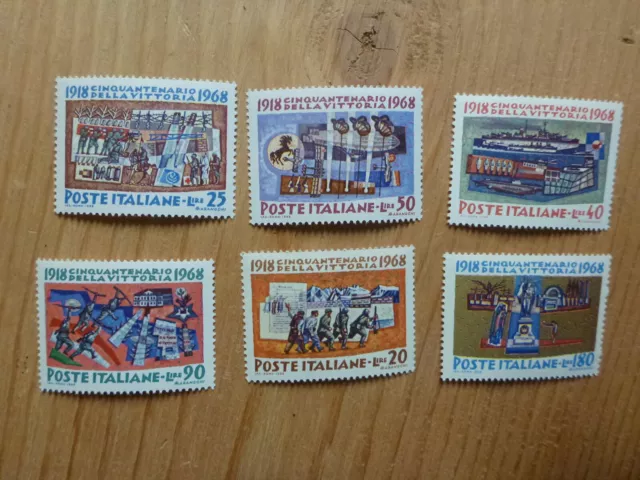 1918 CINQUANTENARIO 1968
DELLA VITTORIA
POSTE ITALIANE-LIRE 25
1918 CINQUANTENARIO 1968
DELLA VITTORIA
POSTE ITALIANE-LIRE 50
1918 CINQUANTENARIO 1968
DELLA VITTORIA
POSTE ITALIANE-LIRE 40
1918 CINQUANTENARIO 1968
DELLA VITTORIA
POSTE ITALIANE-LIRE 90
1918 CINQUANTENARIO 1968
DELLA VITTORIA
POSTE ITALIANE-LIRE 20
1918 CINQUANTENARIO 1968
DELLA VITTORIA
POSTE ITALIANE-LIRE 180